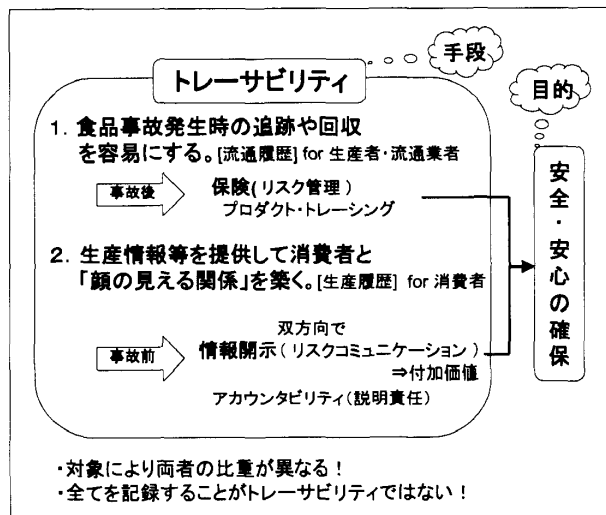 手段
目的
トレーサビリティ
1. 食品事故発生時の追跡や回収
を容易にする。[流通履歴] for 生産者・流通業者
事故後
保険(リスク管理)
プロダクト・トレーシング
2. 生産情報等を提供して消費者と
「顔の見える関係」を築く。[生産履歴] for 消費者
事故前
双方向で
情報開示(リスクコミュニケーション)
⇒付加価値
アカウンタビリティ(説明責任)
安全・安心の確保
・対象により両者の比重が異なる!
・全てを記録することがトレーサビリティではない!